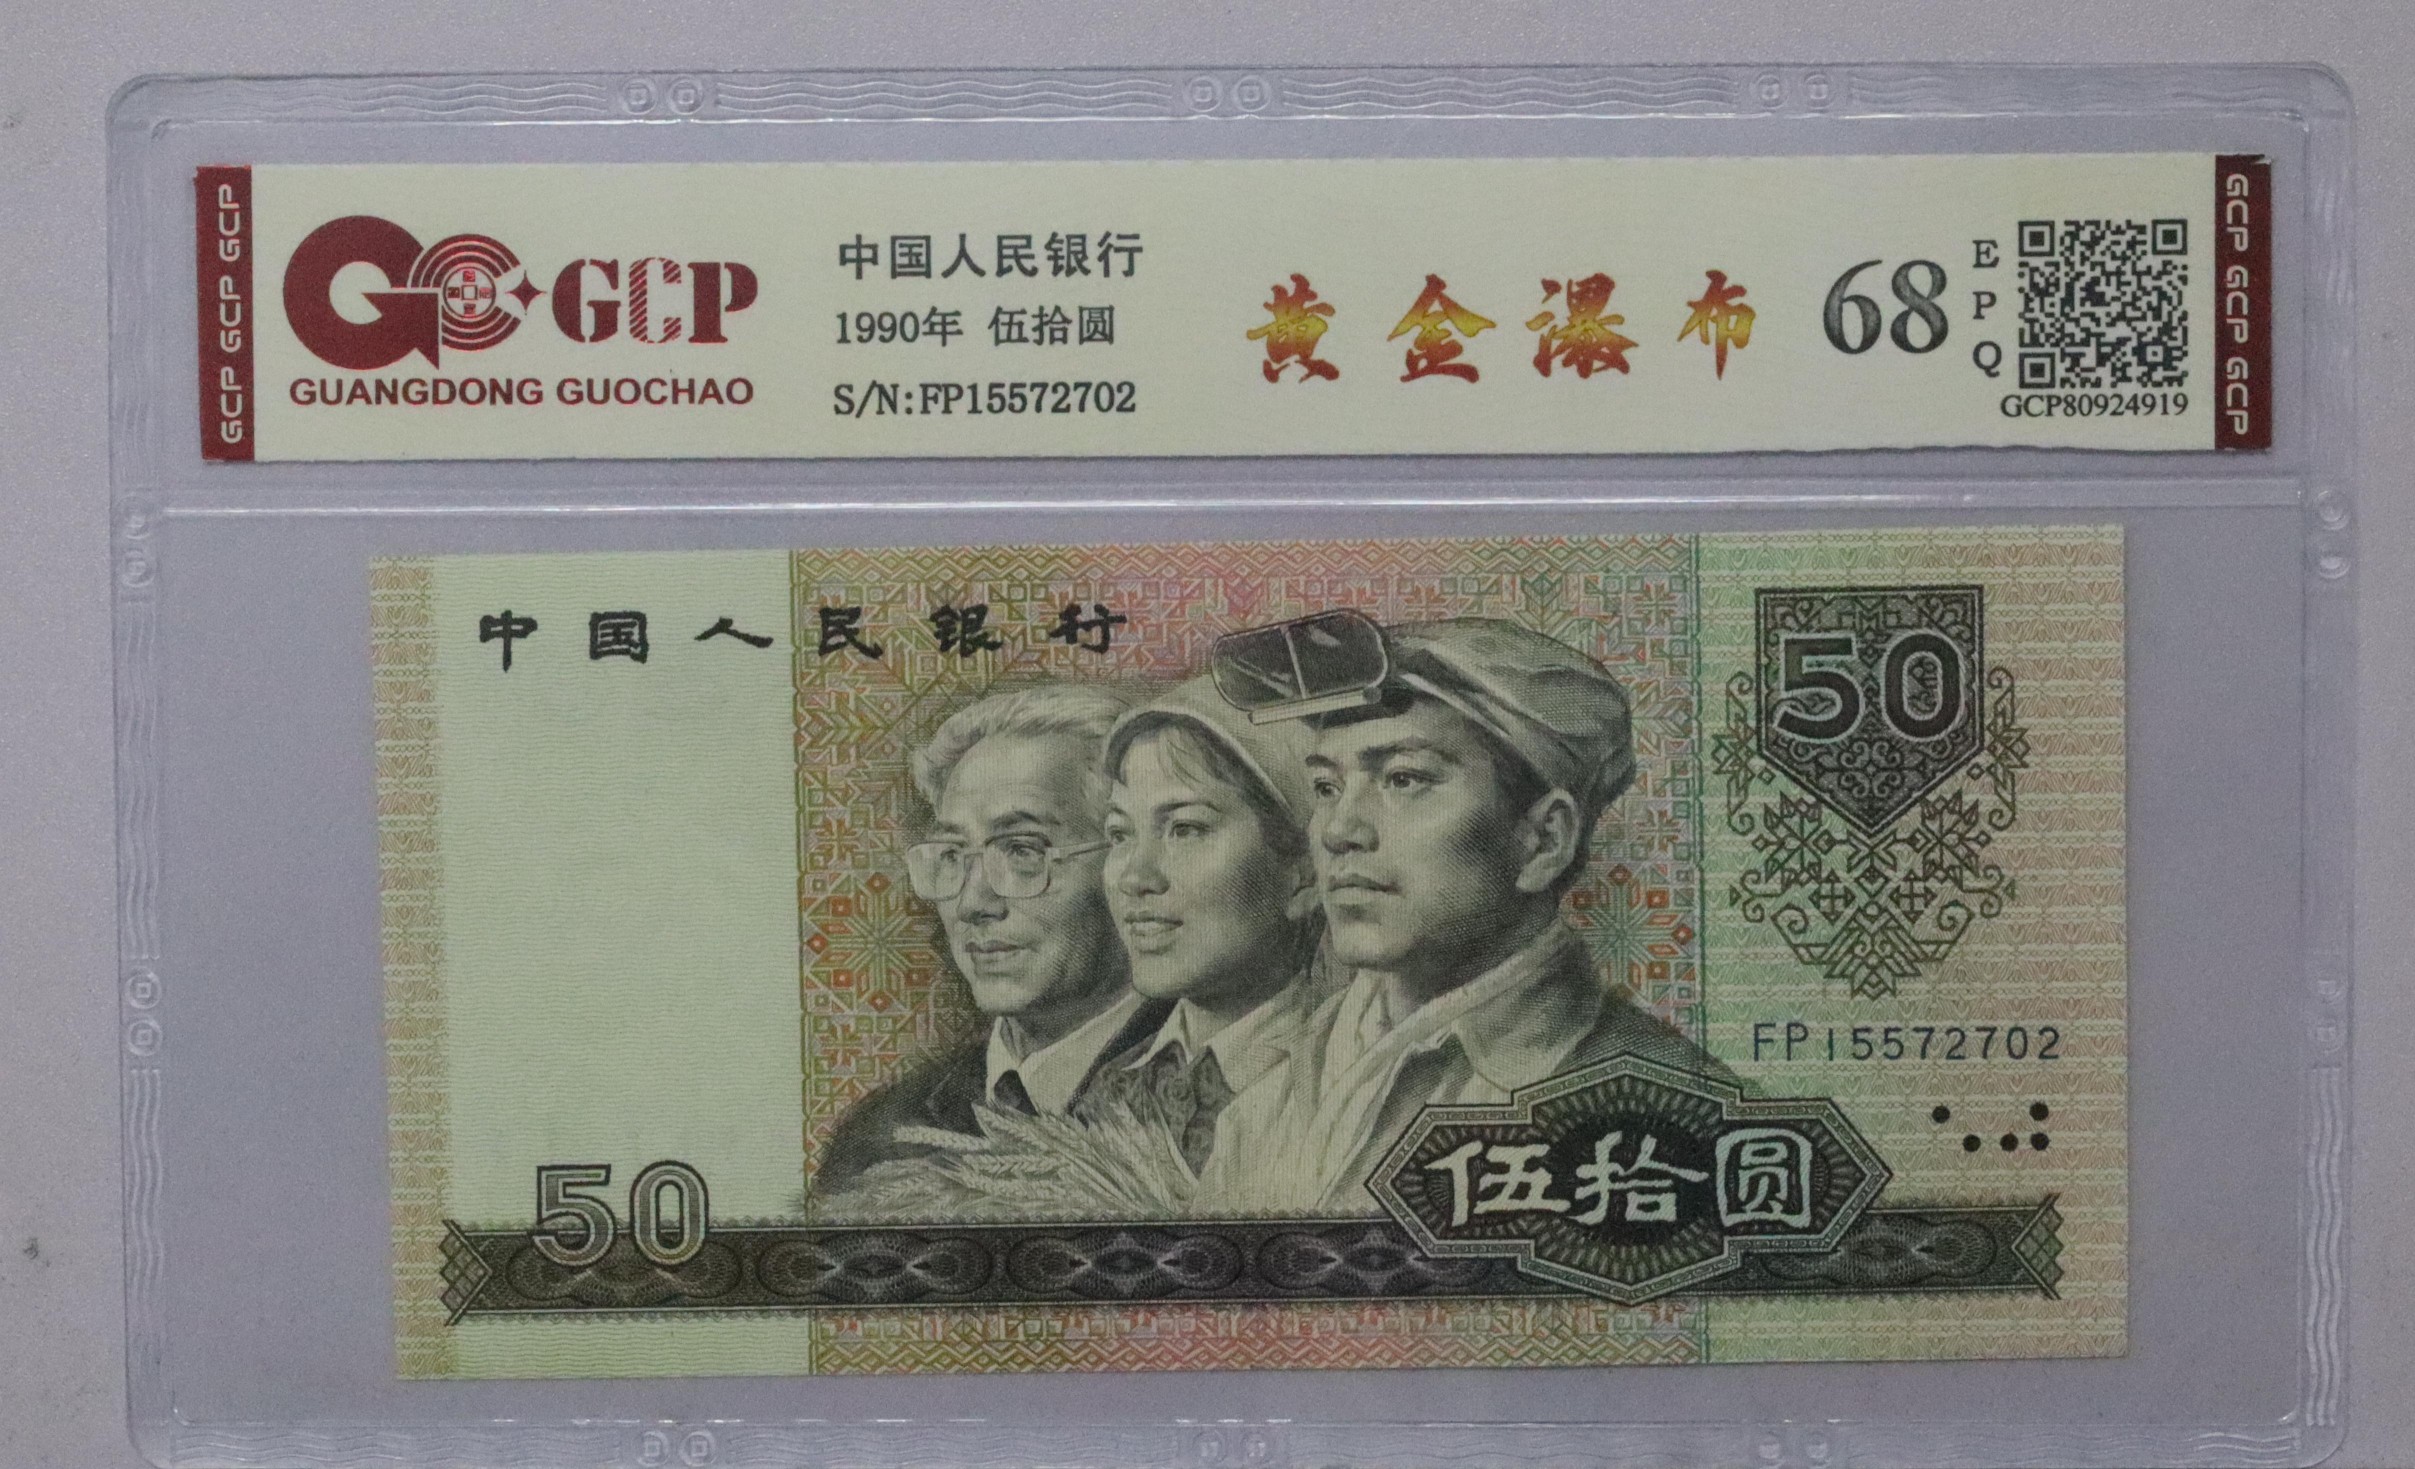 GCP GCP GCP
GCP
GUANGDONG GUOCHAO
中国人民银行
1990年 伍拾圆
S/N:FP15572702
黄金瀑布
68
EPQ
GCP80924919
GCP GCP GCP
中国人民银行
50
FP15572702
50
伍拾圆